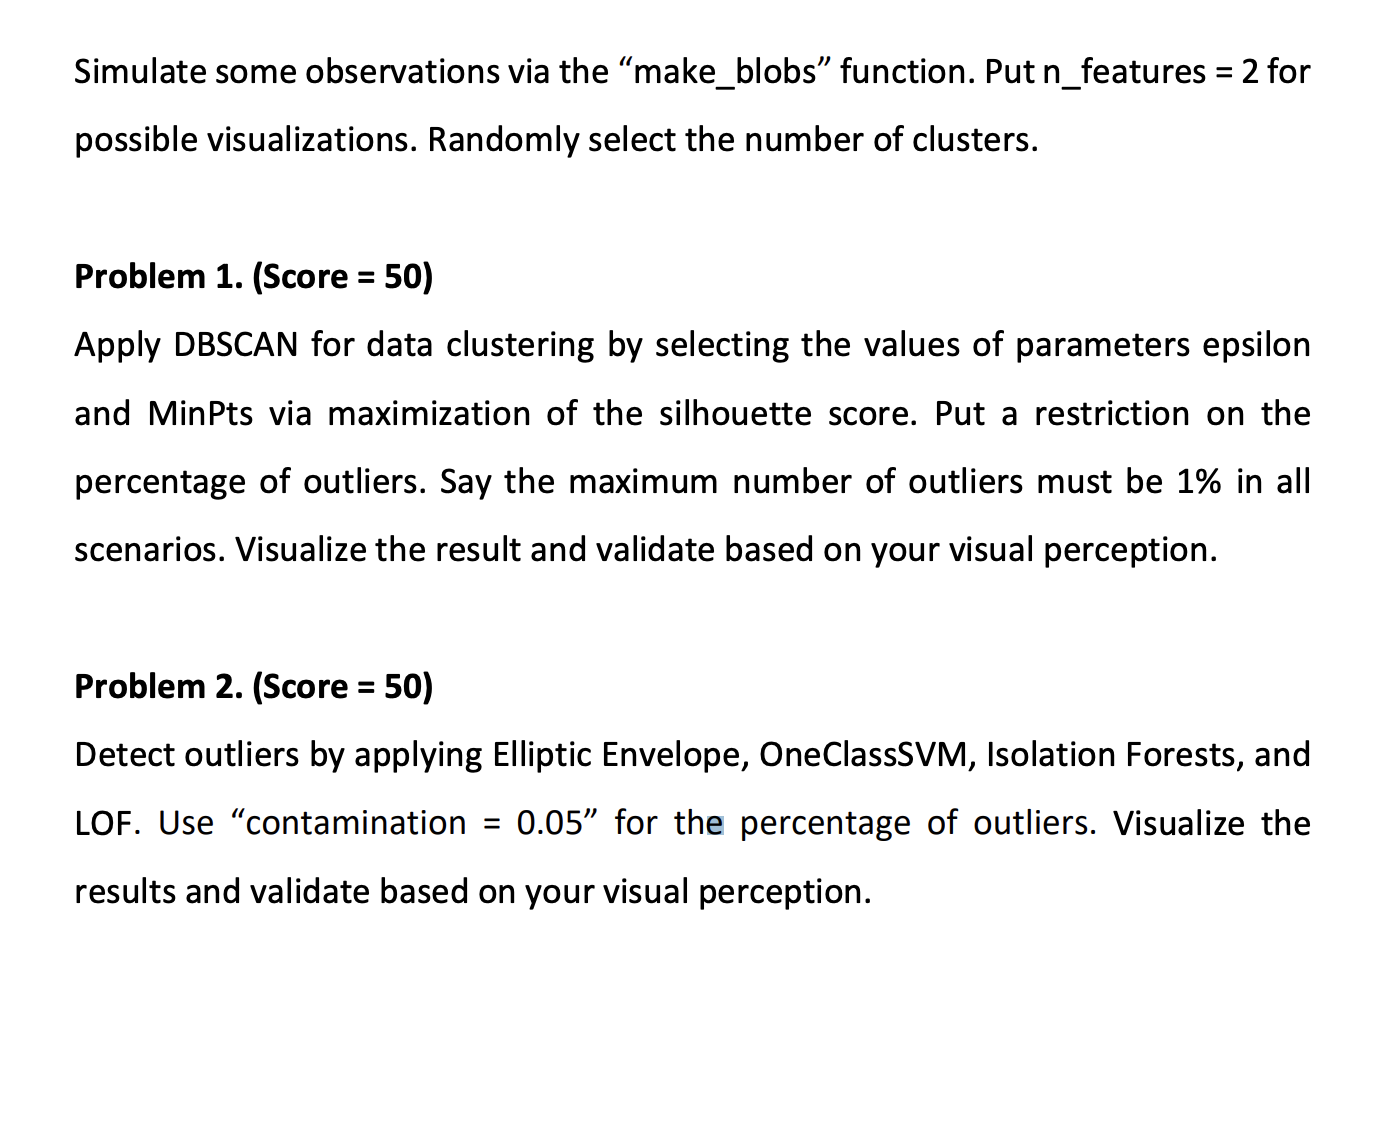 Simulate some observations via the “make_blobs” function. Put n_features = 2 for
possible visualizations. Randomly select the number of clusters.
Problem 1. (Score = 50)
Apply DBSCAN for data clustering by selecting the values of parameters epsilon
and MinPts via maximization of the silhouette score. Put a restriction on the
percentage of outliers. Say the maximum number of outliers must be 1% in all
scenarios. Visualize the result and validate based on your visual perception.
Problem 2. (Score = 50)
Detect outliers by applying Elliptic Envelope, OneClassSVM, Isolation Forests, and
LOF. Use “contamination = 0.05” for the percentage of outliers. Visualize the
results and validate based on your visual perception.